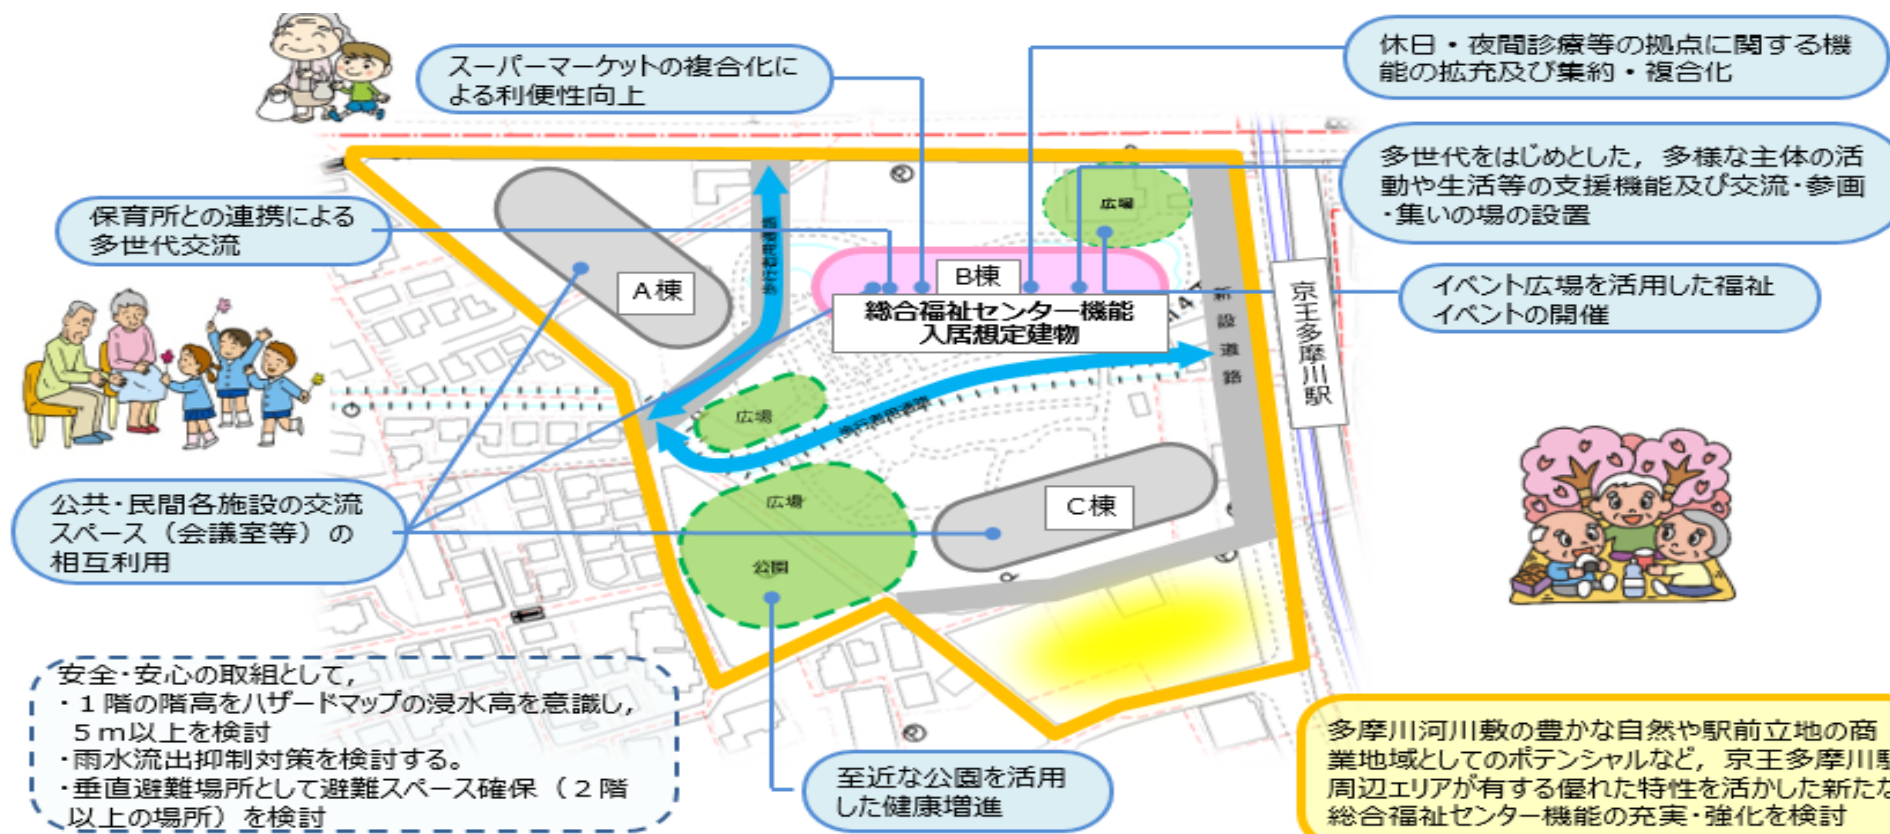 スーパーマーケットの複合化に
よる利便性向上
休日・夜間診療等の拠点に関する機
能の拡充及び集約・複合化
多世代をはじめとした，多様な主体の活
動や生活等の支援機能及び交流・参画
・集いの場の設置
保育所との連携による
多世代交流
広場
歩行者用通路
A棟
B棟
総合福祉センター機能
入居想定建物
新設道路
京王多摩川駅
イベント広場を活用した福祉
イベントの開催
広場
歩行者用通路
公共・民間各施設の交流
スペース（会議室等）の
相互利用
広場
公園
C棟
安全・安心の取組として，
・１階の階高をハザードマップの浸水高を意識し，
５ｍ以上を検討
・雨水流出抑制対策を検討する。
・垂直避難場所として避難スペース確保（２階
以上の場所）を検討
至近な公園を活用
した健康増進
多摩川河川敷の豊かな自然や駅前立地の商
業地域としてのポテンシャルなど，京王多摩川駅
周辺エリアが有する優れた特性を活かした新たな
総合福祉センター機能の充実・強化を検討